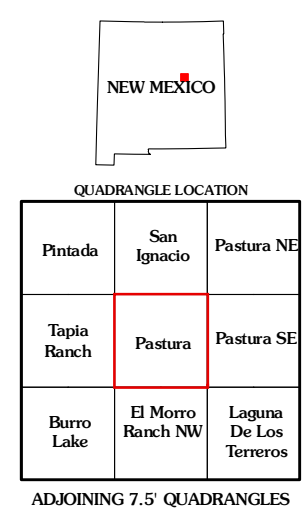 NEW MEXICO
QUADRANGLE LOCATION
Pintada
San
Ignacio
Pastura NE
Tapia
Ranch
Pastura
Pastura SE
Burro
Lake
El Morro
Ranch NW
Laguna
De Los
Terreros
ADJOINING 7.5' QUADRANGLES